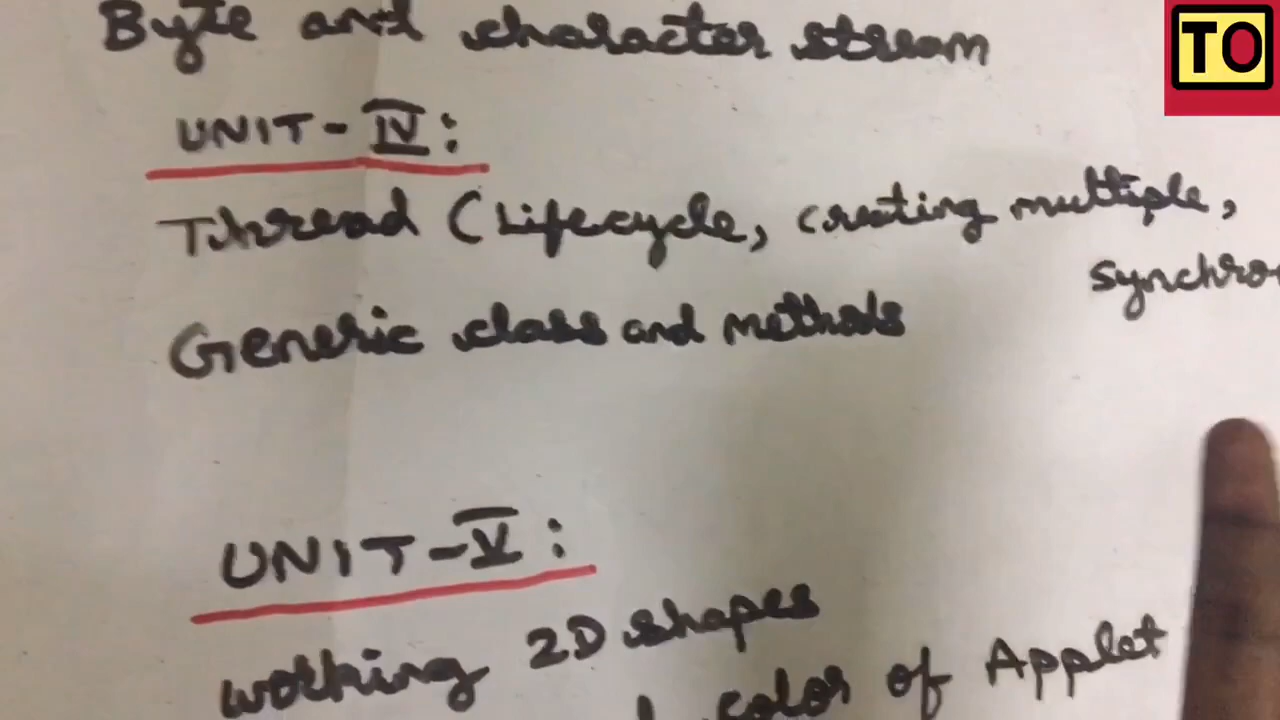 TO
Byte and character stream
UNIT-IV:
Thread (Lifecycle, creating multiple,
synchro
Generic class and methods
UNIT-V:
working 2D shapes
color of Applet